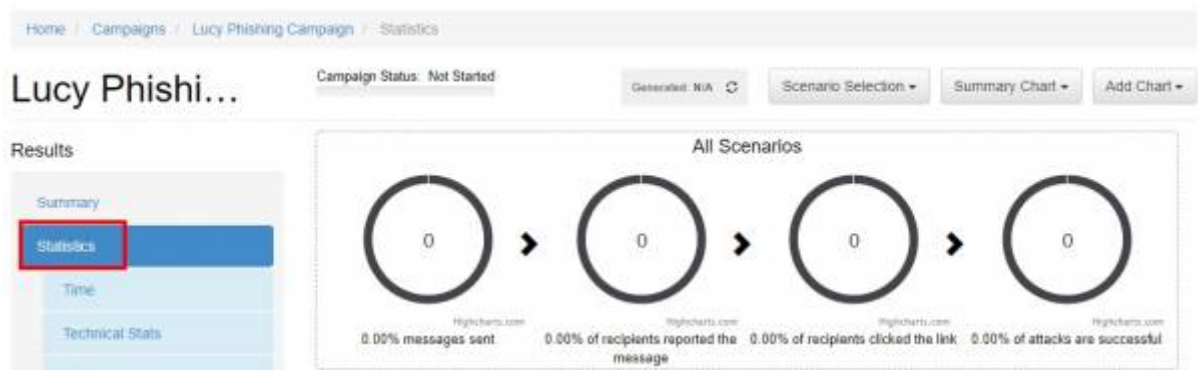 Home / Campaigns / Lucy Phishing Campaign / Statistics
Lucy Phishi...
Campaign Status: Not Started
Generated: N/A
Scenario Selection
Summary Chart
Add Chart
Results
Summary
Statistics
Time
Technical Stats
All Scenarios
0
0
0
0
Highcharts.com
Highcharts.com
Highcharts.com
Highcharts.com
0.00% messages sent
0.00% of recipients reported the
message
0.00% of recipients clicked the link
0.00% of attacks are successful